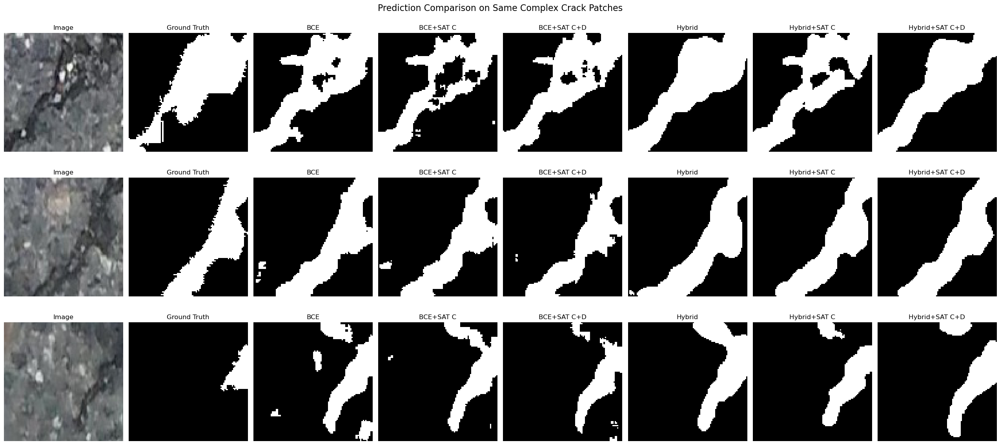 Prediction Comparison on Same Complex Crack Patches
Image Ground Truth BCE BCE+SAT C BCE+SAT C+D Hybrid Hybrid+SAT C Hybrid+SAT C+D
Image Ground Truth BCE BCE+SAT C BCE+SAT C+D Hybrid Hybrid+SAT C Hybrid+SAT C+D
Image Ground Truth BCE BCE+SAT C BCE+SAT C+D Hybrid Hybrid+SAT C Hybrid+SAT C+D